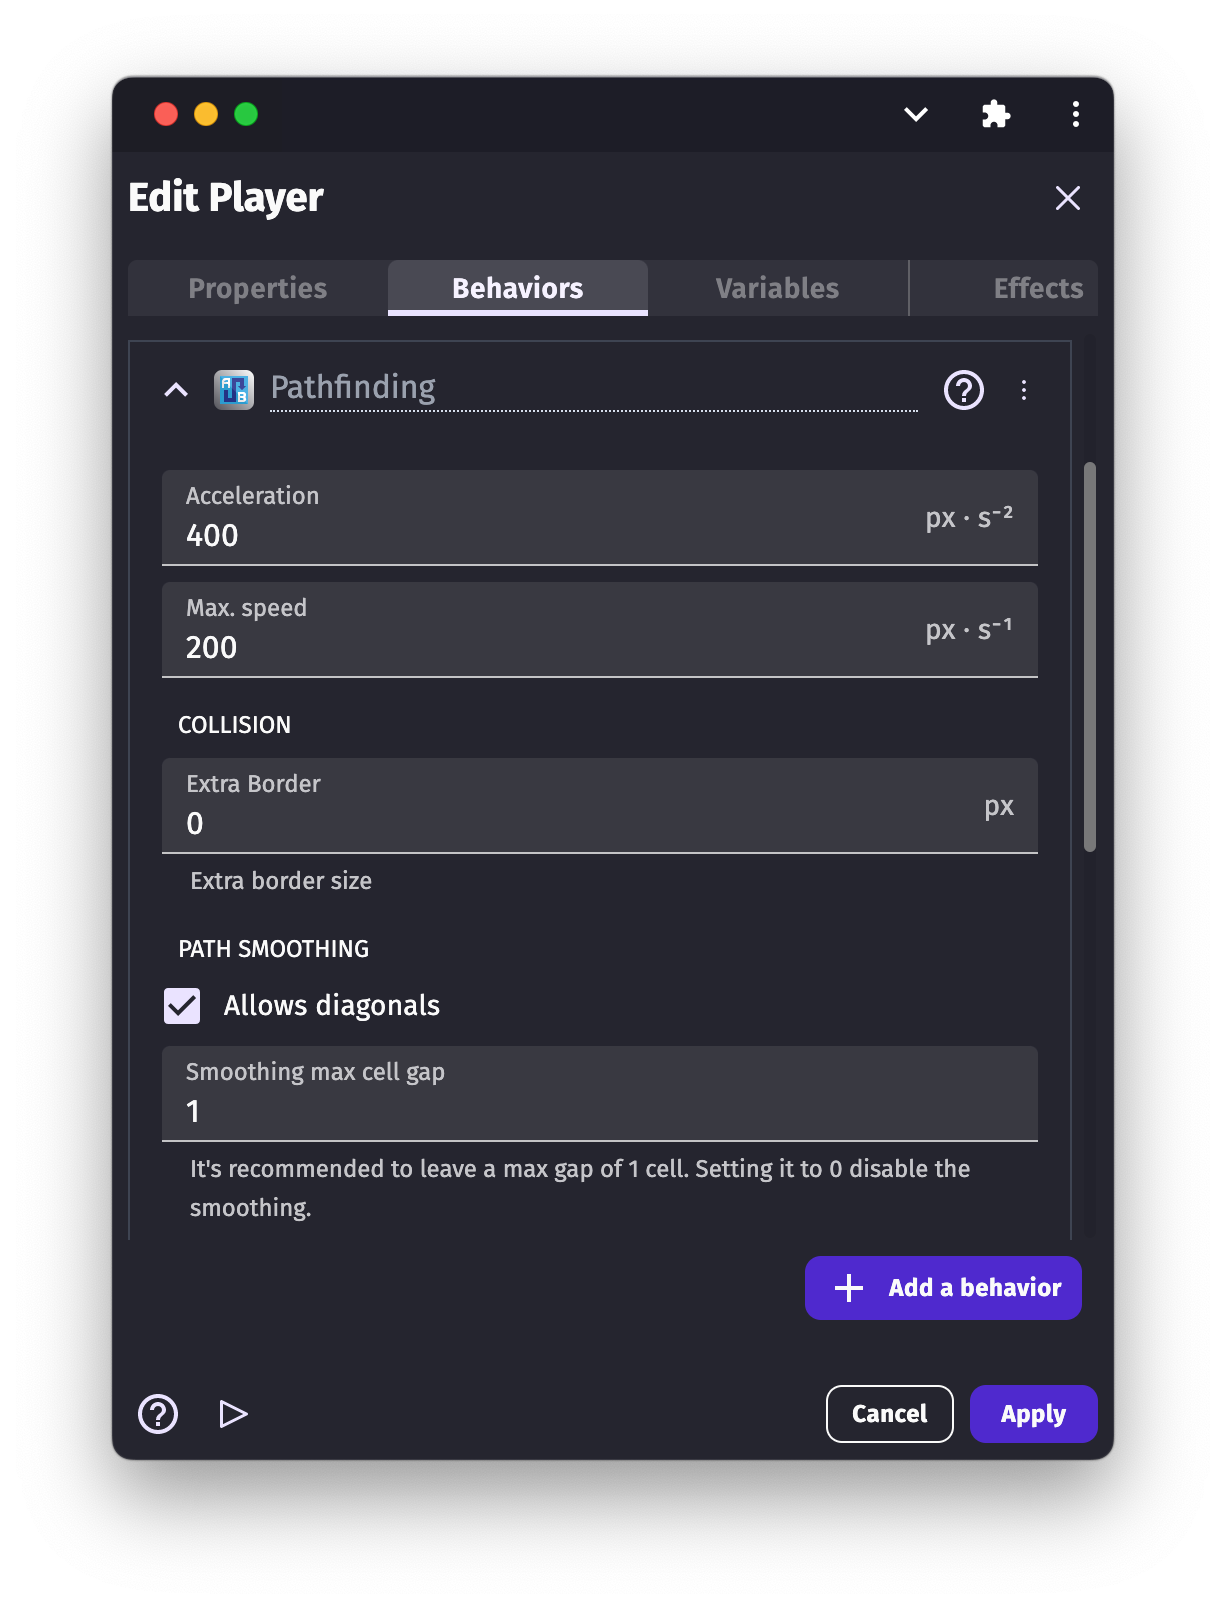 Edit Player
Properties Behaviors Variables Effects
A B Pathfinding
Acceleration
400 px · s⁻²
Max. speed
200 px · s⁻¹
COLLISION
Extra Border
0 px
Extra border size
PATH SMOOTHING
Allows diagonals
Smoothing max cell gap
1
It's recommended to leave a max gap of 1 cell. Setting it to 0 disable the
smoothing.
Add a behavior
Cancel Apply